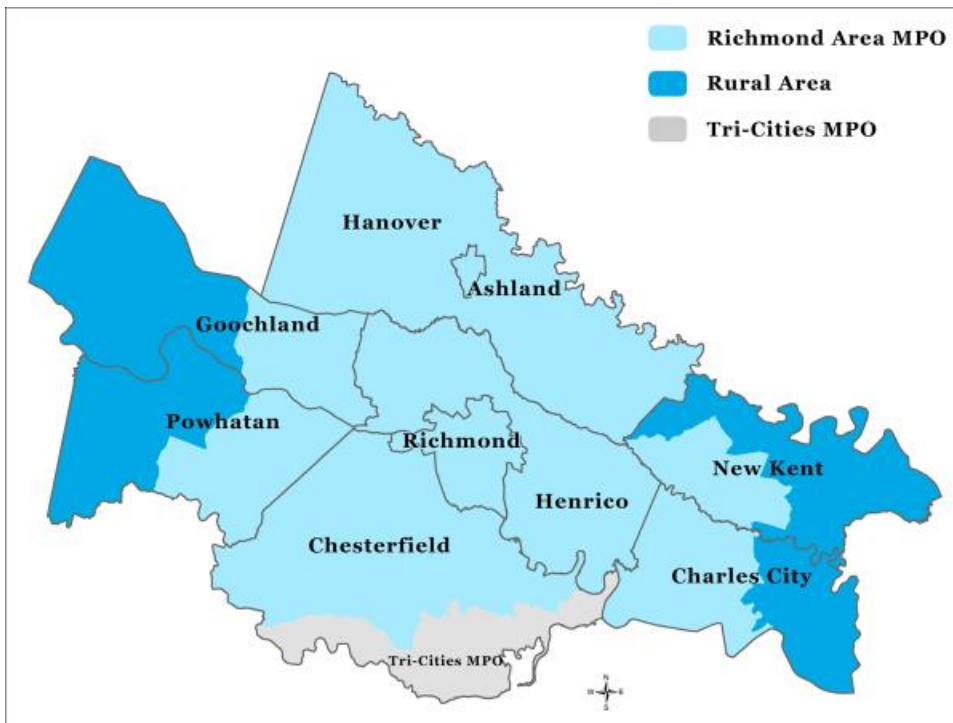 Richmond Area MPO
Rural Area
Tri-Cities MPO
Hanover
Ashland
Goochland
Powhatan
Richmond
New Kent
Henrico
Chesterfield
Charles City
Tri-Cities MPO
N
W E
S